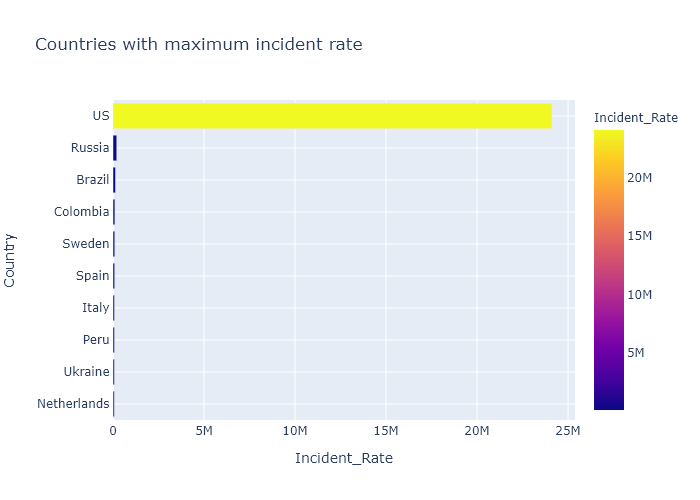 Countries with maximum incident rate
Incident_Rate
US
Russia
Brazil
Colombia
Sweden
Spain
Italy
Peru
Ukraine
Netherlands
Country
0
5M
10M
15M
20M
25M
Incident_Rate
20M
15M
10M
5M